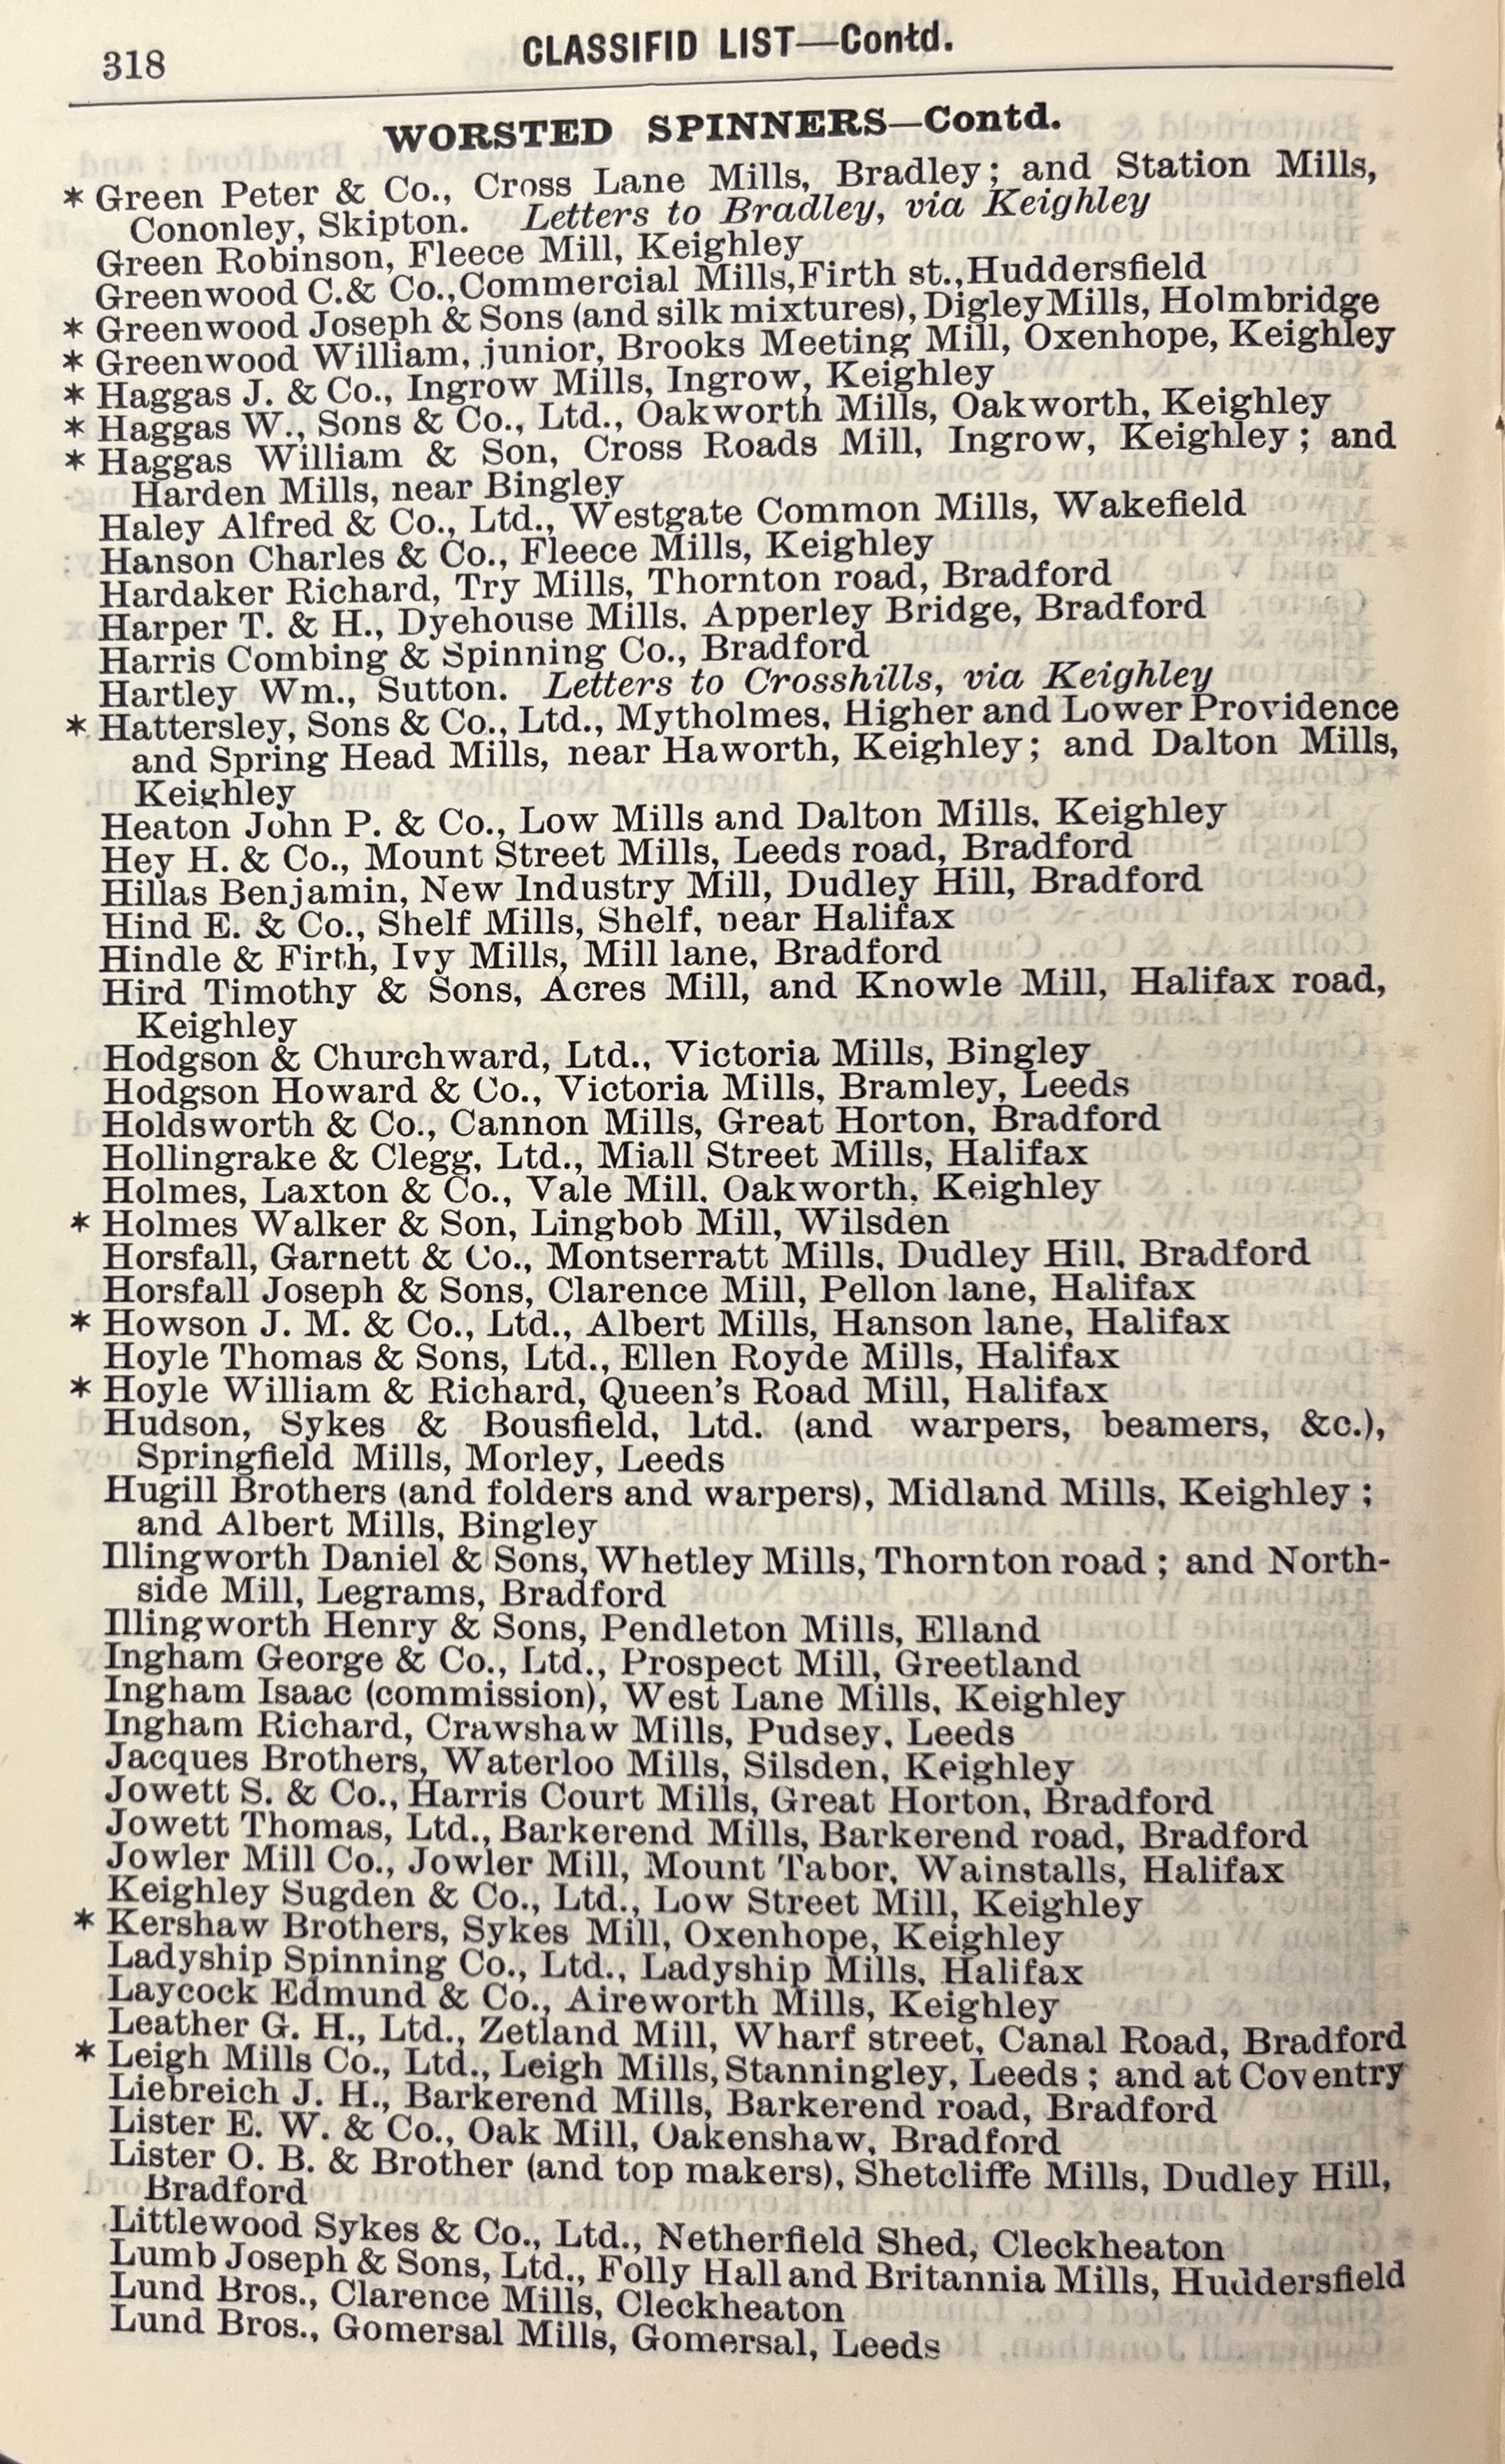 318
CLASSIFID LIST—Contd.
WORSTED SPINNERS—Contd.
* Green Peter & Co., Cross Lane Mills, Bradley; and Station Mills,
Cononley, Skipton. Letters to Bradley, via Keighley
Green Robinson, Fleece Mill, Keighley
Greenwood C.& Co.,Commercial Mills,Firth st.,Huddersfield
* Greenwood Joseph & Sons (and silk mixtures), Digley Mills, Holmbridge
* Greenwood William, junior, Brooks Meeting Mill, Oxenhope, Keighley
* Haggas J. & Co., Ingrow Mills, Ingrow, Keighley
* Haggas W., Sons & Co., Ltd., Oakworth Mills, Oakworth, Keighley
* Haggas William & Son, Cross Roads Mill, Ingrow, Keighley; and
Harden Mills, near Bingley
Haley Alfred & Co., Ltd., Westgate Common Mills, Wakefield
Hanson Charles & Co., Fleece Mills, Keighley
Hardaker Richard, Try Mills, Thornton road, Bradford
Harper T. & H., Dyehouse Mills, Apperley Bridge, Bradford
Harris Combing & Spinning Co., Bradford
Hartley Wm., Sutton. Letters to Crosshills, via Keighley
* Hattersley, Sons & Co., Ltd., Mytholmes, Higher and Lower Providence
and Spring Head Mills, near Haworth, Keighley; and Dalton Mills,
Keighley
Heaton John P. & Co., Low Mills and Dalton Mills, Keighley
Hey H. & Co., Mount Street Mills, Leeds road, Bradford
Hillas Benjamin, New Industry Mill, Dudley Hill, Bradford
Hind E. & Co., Shelf Mills, Shelf, near Halifax
Hindle & Firth, Ivy Mills, Mill lane, Bradford
Hird Timothy & Sons, Acres Mill, and Knowle Mill, Halifax road,
Keighley
Hodgson & Churchward, Ltd., Victoria Mills, Bingley
Hodgson Howard & Co., Victoria Mills, Bramley, Leeds
Holdsworth & Co., Cannon Mills, Great Horton, Bradford
Hollingrake & Clegg, Ltd., Miall Street Mills, Halifax
Holmes, Laxton & Co., Vale Mill, Oakworth, Keighley
* Holmes Walker & Son, Lingbob Mill, Wilsden
Horsfall, Garnett & Co., Montserratt Mills, Dudley Hill, Bradford
Horsfall Joseph & Sons, Clarence Mill, Pellon lane, Halifax
* Howson J. M. & Co., Ltd., Albert Mills, Hanson lane, Halifax
Hoyle Thomas & Sons, Ltd., Ellen Royde Mills, Halifax
* Hoyle William & Richard, Queen's Road Mill, Halifax
Hudson, Sykes & Bousfield, Ltd. (and warpers, beamers, &c.),
Springfield Mills, Morley, Leeds
Hugill Brothers (and folders and warpers), Midland Mills, Keighley;
and Albert Mills, Bingley
Illingworth Daniel & Sons, Whetley Mills, Thornton road; and North-
side Mill, Legrams, Bradford
Illingworth Henry & Sons, Pendleton Mills, Elland
Ingham George & Co., Ltd., Prospect Mill, Greetland
Ingham Isaac (commission), West Lane Mills, Keighley
Ingham Richard, Crawshaw Mills, Pudsey, Leeds
Jacques Brothers, Waterloo Mills, Silsden, Keighley
Jowett S. & Co., Harris Court Mills, Great Horton, Bradford
Jowett Thomas, Ltd., Barkerend Mills, Barkerend road, Bradford
Jowler Mill Co., Jowler Mill, Mount Tabor, Wainstalls, Halifax
Keighley Sugden & Co., Ltd., Low Street Mill, Keighley
* Kershaw Brothers, Sykes Mill, Oxenhope, Keighley
Ladyship Spinning Co., Ltd., Ladyship Mills, Halifax
Laycock Edmund & Co., Aireworth Mills, Keighley
Leather G. H., Ltd., Zetland Mill, Wharf street, Canal Road, Bradford
* Leigh Mills Co., Ltd., Leigh Mills, Stanningley, Leeds; and at Coventry
Liebreich J. H., Barkerend Mills, Barkerend road, Bradford
Lister E. W. & Co., Oak Mill, Oakenshaw, Bradford
Lister O. B. & Brother (and top makers), Shetcliffe Mills, Dudley Hill,
Bradford
Littlewood Sykes & Co., Ltd., Netherfield Shed, Cleckheaton
Lumb Joseph & Sons, Ltd., Folly Hall and Britannia Mills, Huddersfield
Lund Bros., Clarence Mills, Cleckheaton
Lund Bros., Gomersal Mills, Gomersal, Leeds